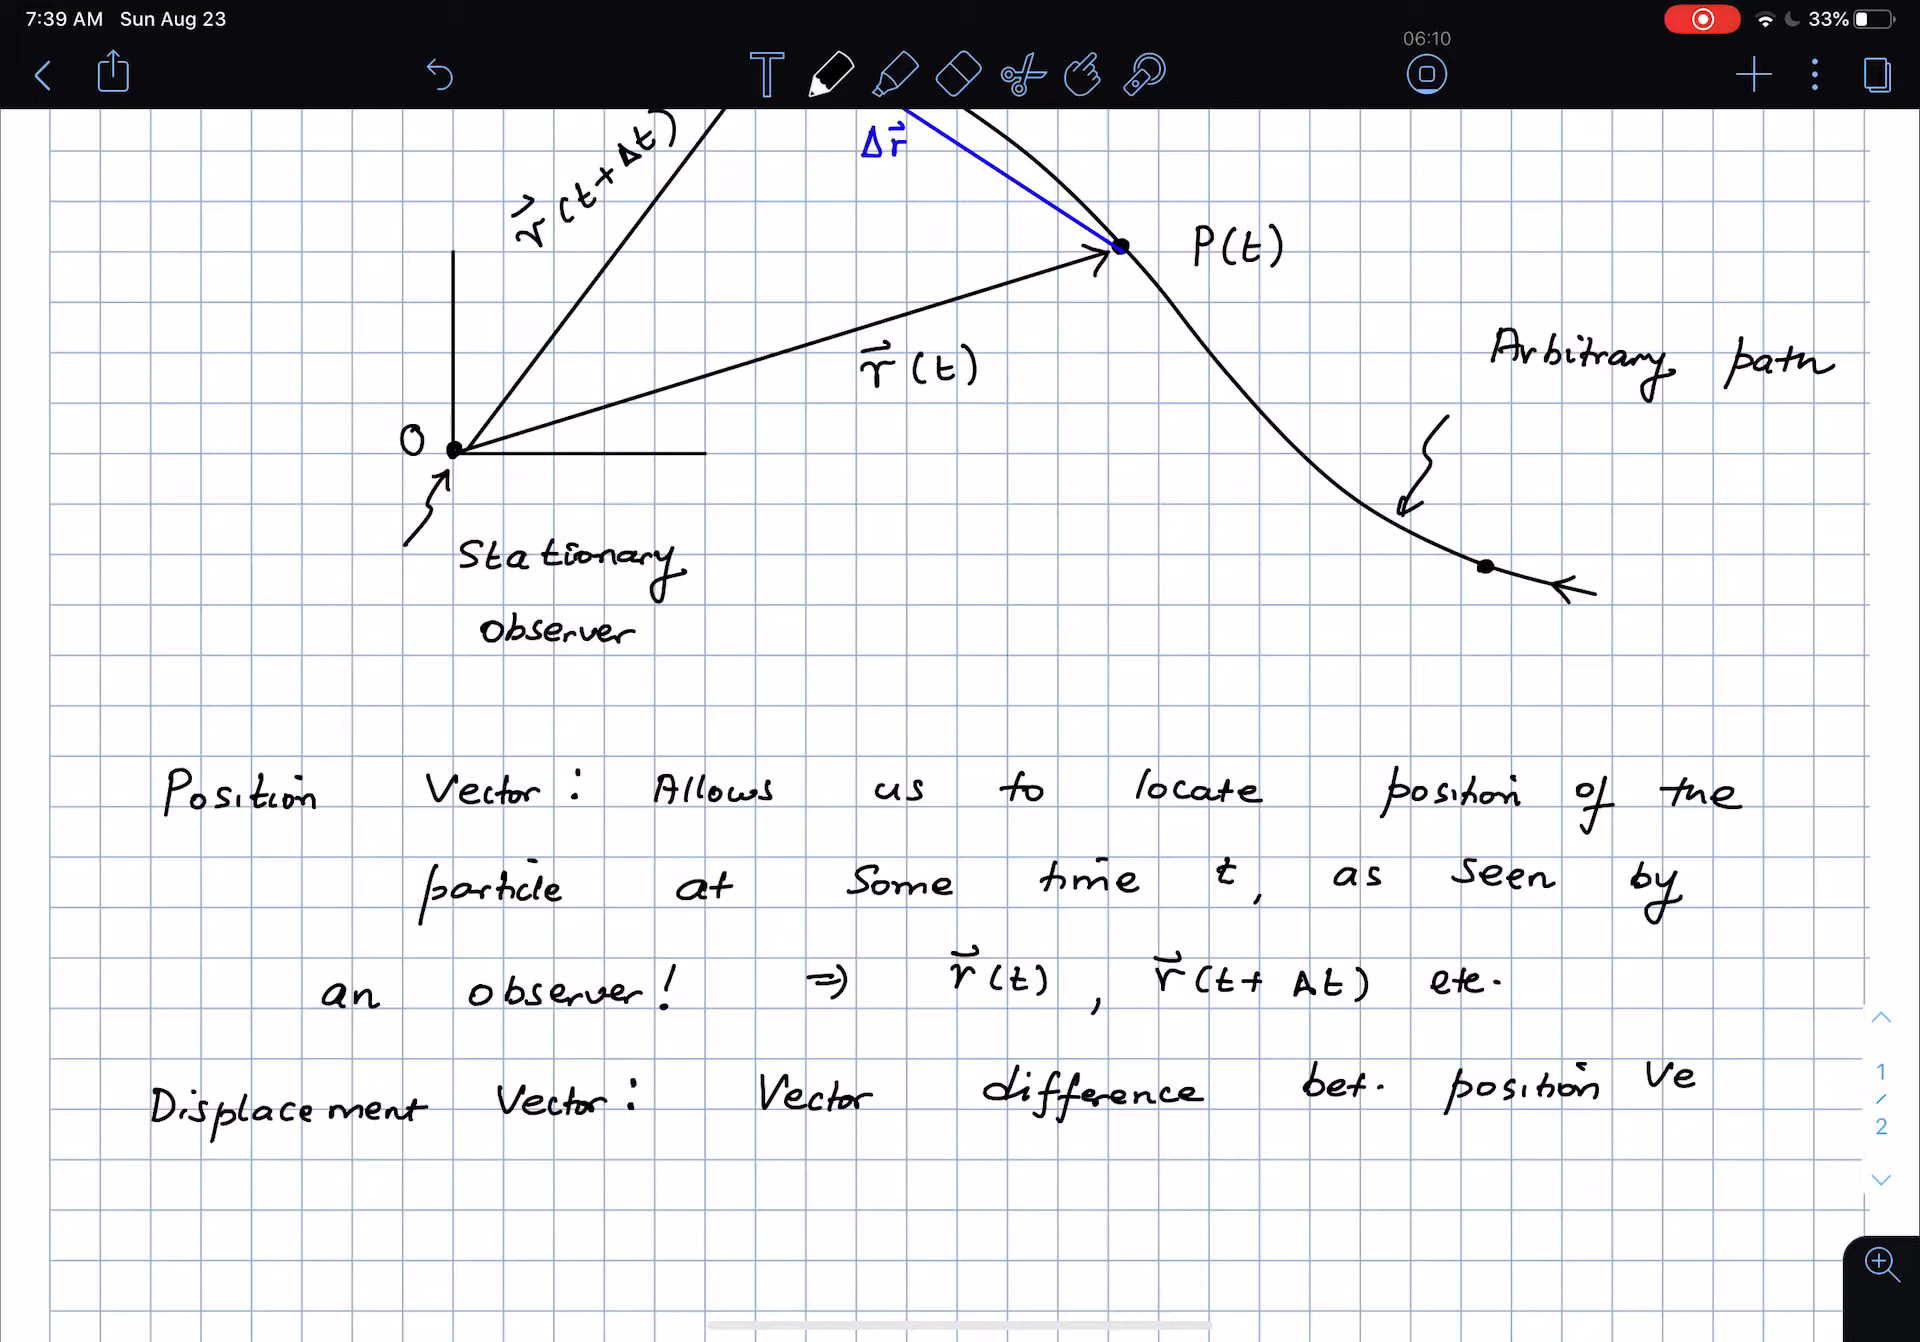 7:39 AM Sun Aug 23
33%
06:10
r⃗(t+Δt)
Δr⃗
P(t)
r⃗(t)
Arbitrary path
O
Stationary
observer
Position Vector: Allows us to locate position of the
particle at some time t, as seen by
an observer! ⇒ r⃗(t), r⃗(t+Δt) etc.
Displacement Vector: Vector difference bet. position Ve
1
/
2